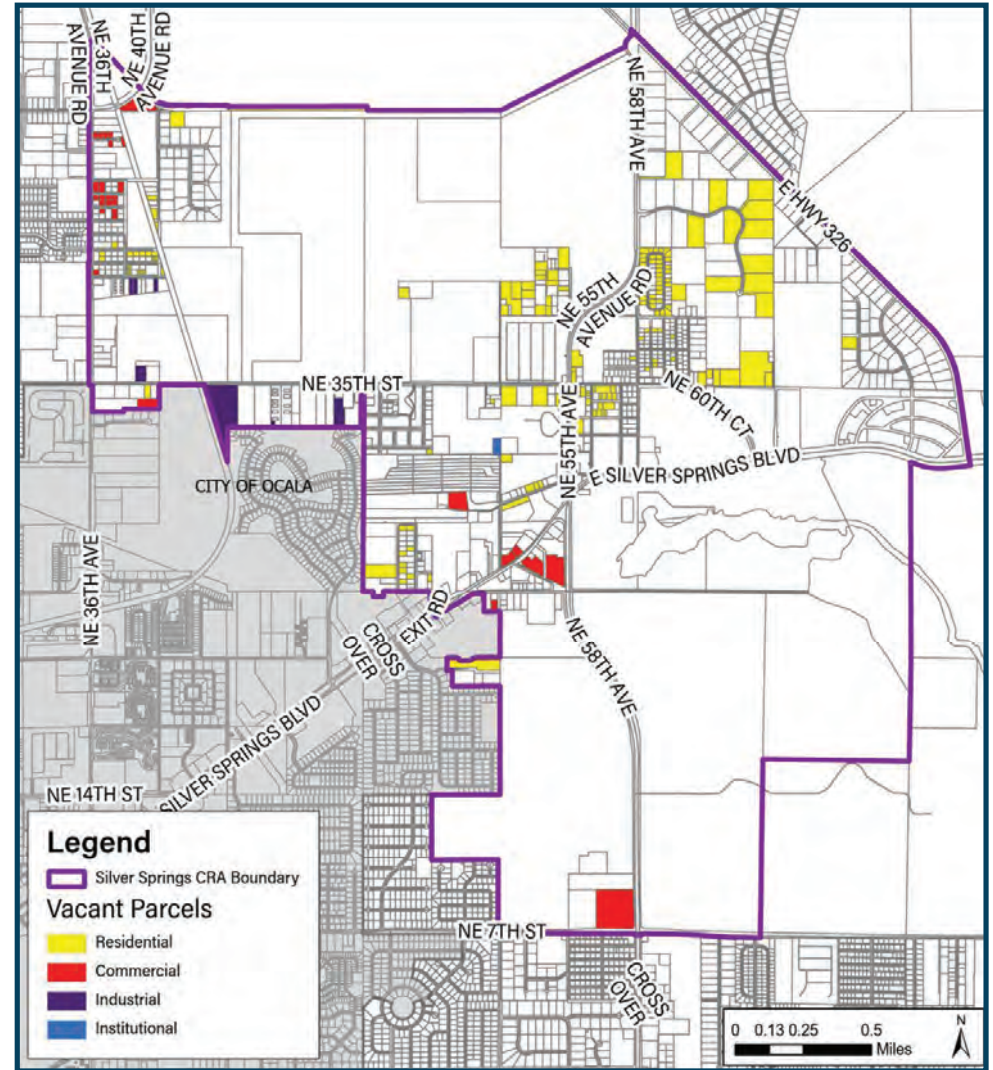 NE 36TH
AVENUE RD
NE 40TH
AVENUE RD
NE 58TH AVE
E HWY 326
NE 55TH
AVENUE RD
NE 35TH ST
NE 60TH CT
NE 55TH AVE
E SILVER SPRINGS BLVD
CITY OF OCALA
NE 36TH AVE
EXIT RD
CROSS
OVER
NE 58TH AVE
SILVER SPRINGS BLVD
NE 14TH ST
NE 7TH ST
CROSS
OVER
Legend
Silver Springs CRA Boundary
Vacant Parcels
Residential
Commercial
Industrial
Institutional
0 0.13 0.25 0.5
Miles
N